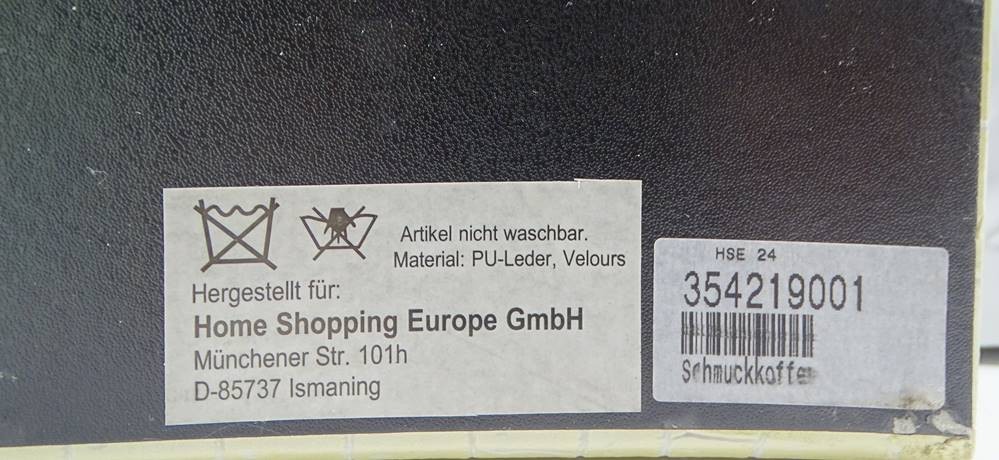 Artikel nicht waschbar.
Material: PU-Leder, Velours
Hergestellt für:
Home Shopping Europe GmbH
Münchener Str. 101h
D-85737 Ismaning
HSE 24
354219001
Schmuckkoffer